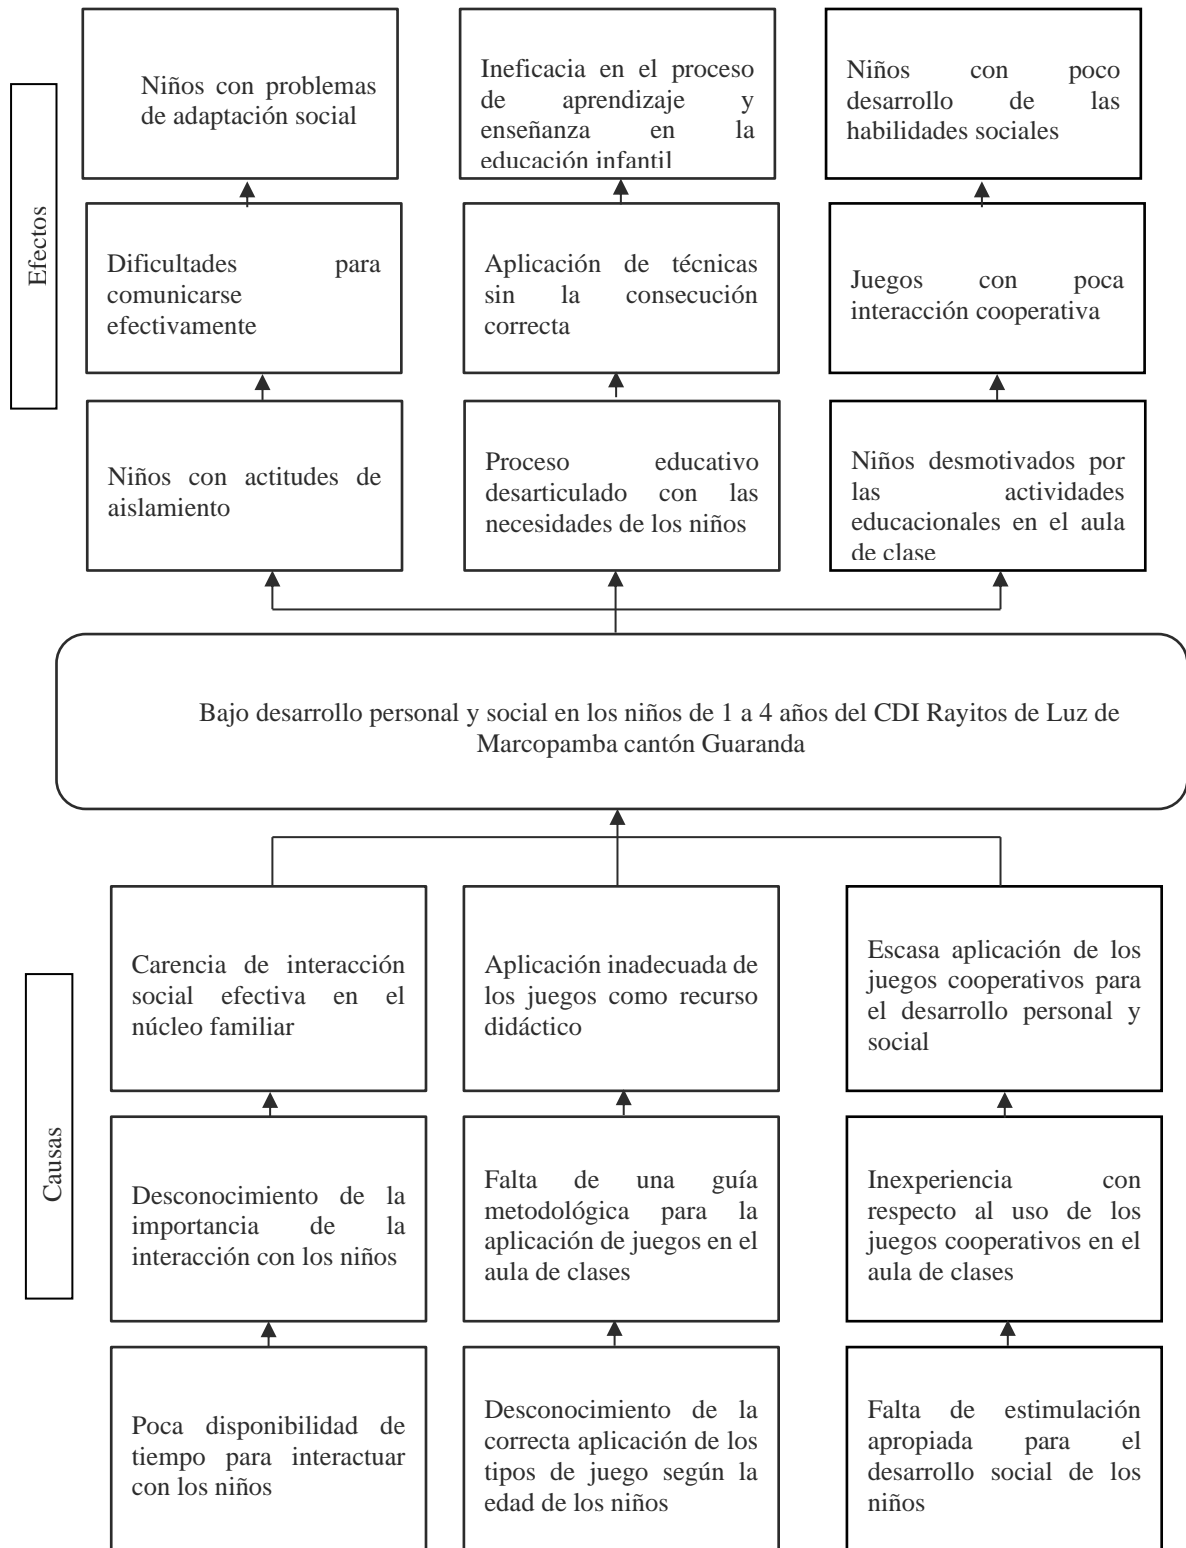 Niños con problemas
de adaptación social
Ineficacia en el proceso
de aprendizaje y
enseñanza en la
educación infantil
Niños con poco
desarrollo de las
habilidades sociales
Efectos
Dificultades para
comunicarse
efectivamente
Aplicación de técnicas
sin la consecución
correcta
Juegos con poca
interacción cooperativa
Niños con actitudes de
aislamiento
Proceso educativo
desarticulado con las
necesidades de los niños
Niños desmotivados por
las actividades
educacionales en el aula
de clase
Bajo desarrollo personal y social en los niños de 1 a 4 años del CDI Rayitos de Luz de
Marcopamba cantón Guaranda
Causas
Carencia de interacción
social efectiva en el
núcleo familiar
Aplicación inadecuada de
los juegos como recurso
didáctico
Escasa aplicación de los
juegos cooperativos para
el desarrollo personal y
social
Desconocimiento de la
importancia de la
interacción con los niños
Falta de una guía
metodológica para la
aplicación de juegos en el
aula de clases
Inexperiencia con
respecto al uso de los
juegos cooperativos en el
aula de clases
Poca disponibilidad de
tiempo para interactuar
con los niños
Desconocimiento de la
correcta aplicación de los
tipos de juego según la
edad de los niños
Falta de estimulación
apropiada para el
desarrollo social de los
niños